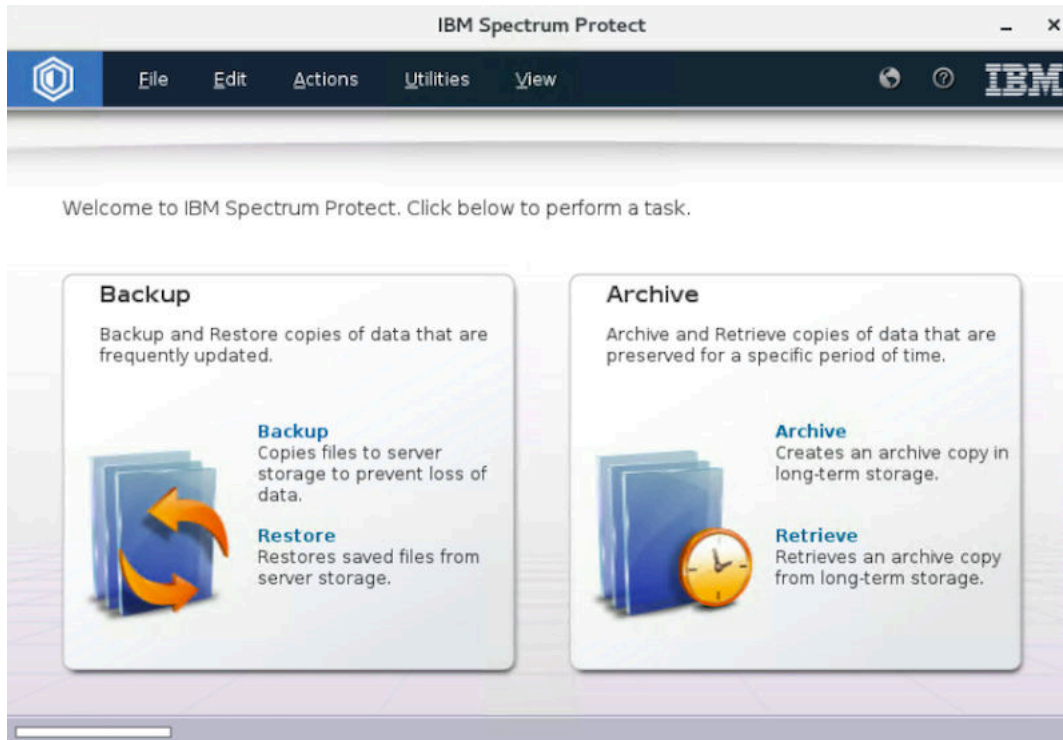 IBM Spectrum Protect
File Edit Actions Utilities View
IBM
Welcome to IBM Spectrum Protect. Click below to perform a task.
Backup
Backup and Restore copies of data that are
frequently updated.
Backup
Copies files to server
storage to prevent loss of
data.
Restore
Restores saved files from
server storage.
Archive
Archive and Retrieve copies of data that are
preserved for a specific period of time.
Archive
Creates an archive copy in
long-term storage.
Retrieve
Retrieves an archive copy
from long-term storage.